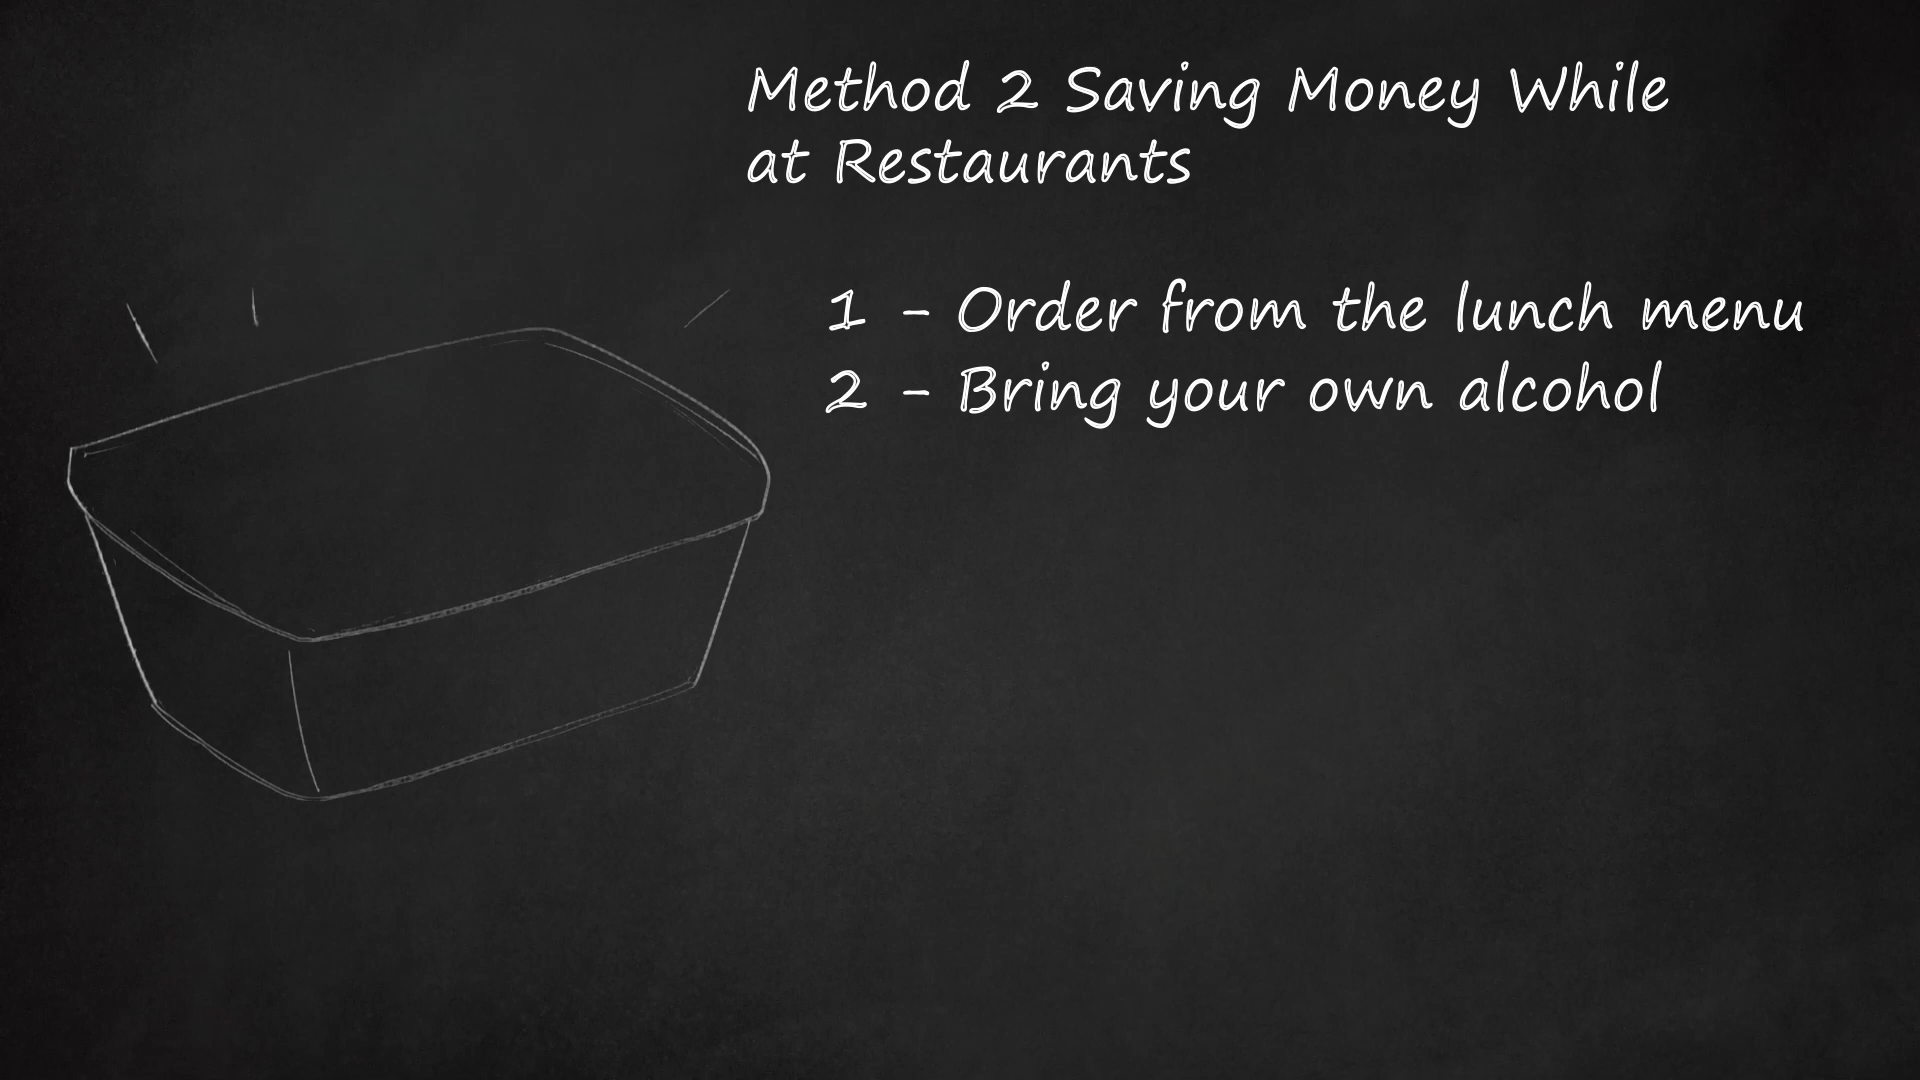 Method 2 Saving Money While
at Restaurants
1 - Order from the lunch menu
2 - Bring your own alcohol